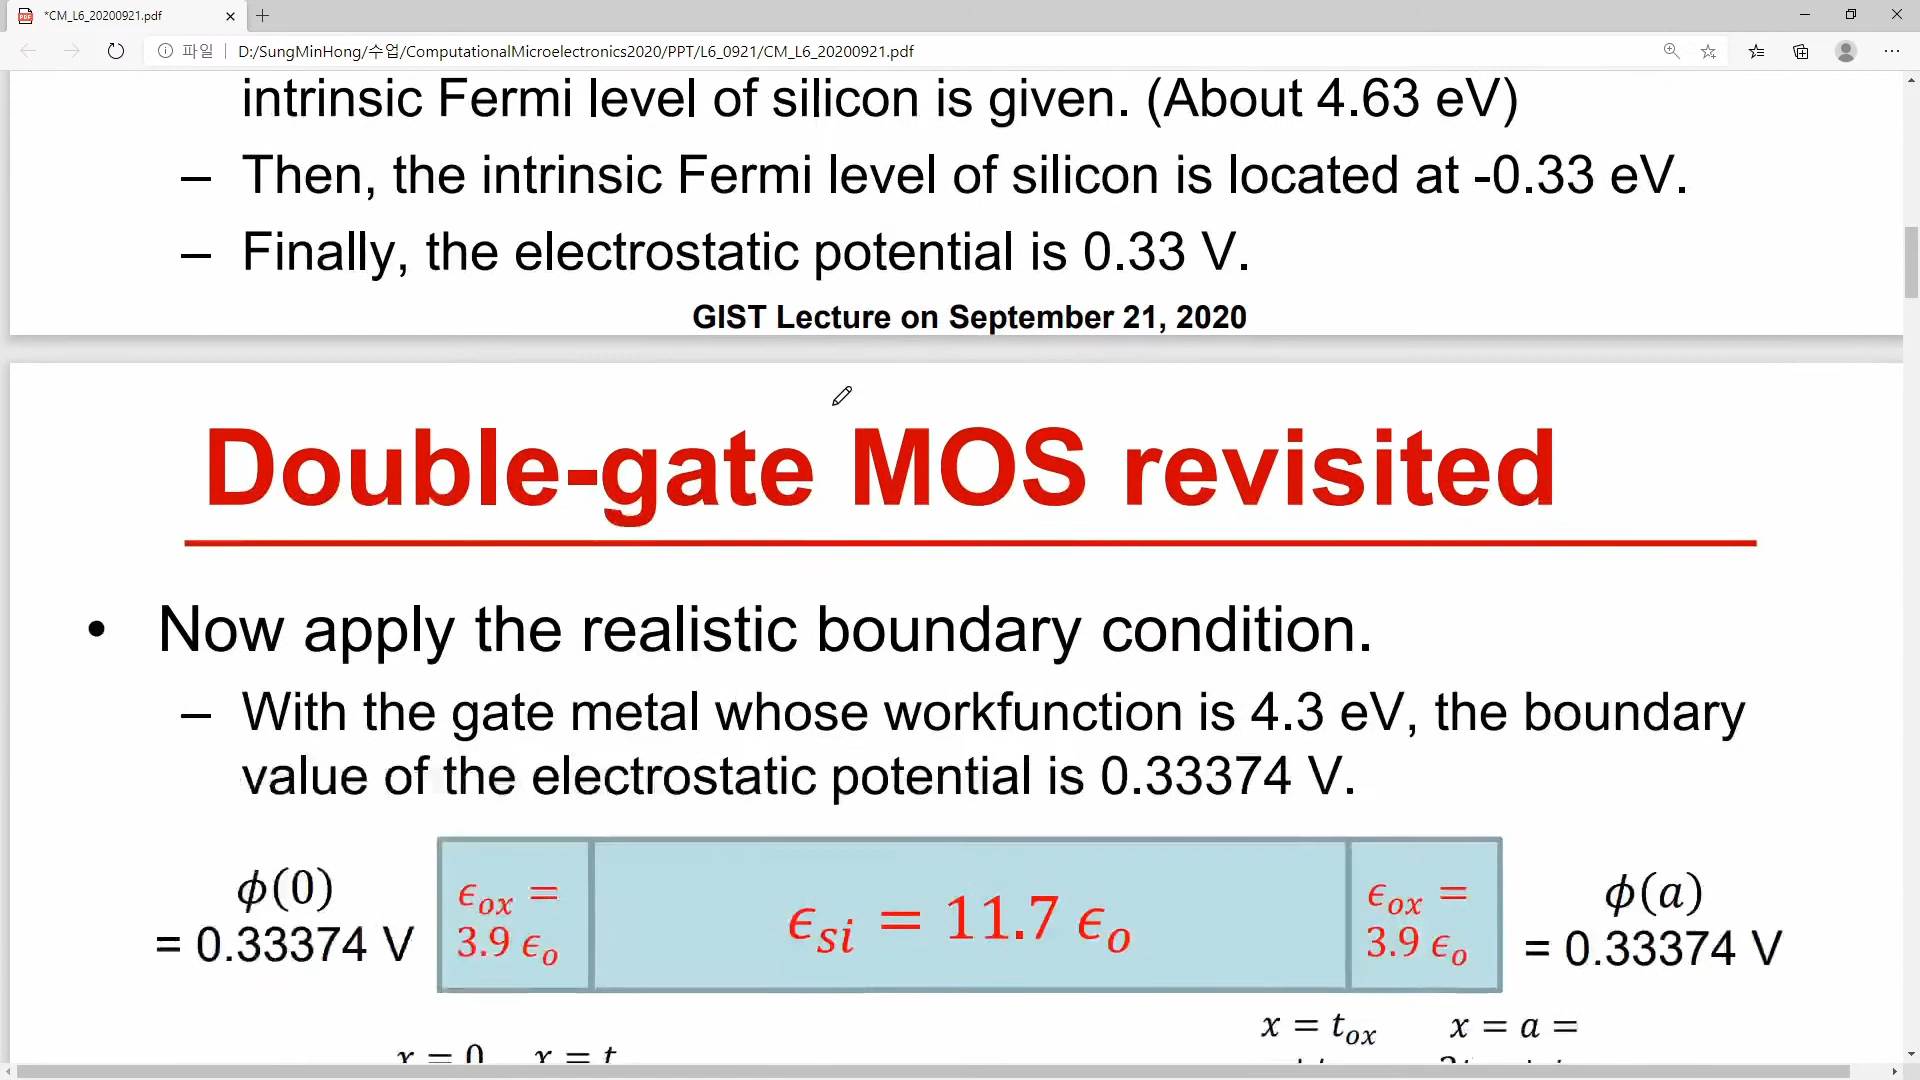 *CM_L6_20200921.pdf
파일
D:/SungMinHong/수업/ComputationalMicroelectronics2020/PPT/L6_0921/CM_L6_20200921.pdf
intrinsic Fermi level of silicon is given. (About 4.63 eV)
– Then, the intrinsic Fermi level of silicon is located at -0.33 eV.
– Finally, the electrostatic potential is 0.33 V.
GIST Lecture on September 21, 2020
Double-gate MOS revisited
• Now apply the realistic boundary condition.
– With the gate metal whose workfunction is 4.3 eV, the boundary
value of the electrostatic potential is 0.33374 V.
ϕ(0)
= 0.33374 V
ϵox =
3.9 ϵo
ϵsi = 11.7 ϵo
ϵox =
3.9 ϵo
ϕ(a)
= 0.33374 V
x = tox
x = a =
x = 0
x = t